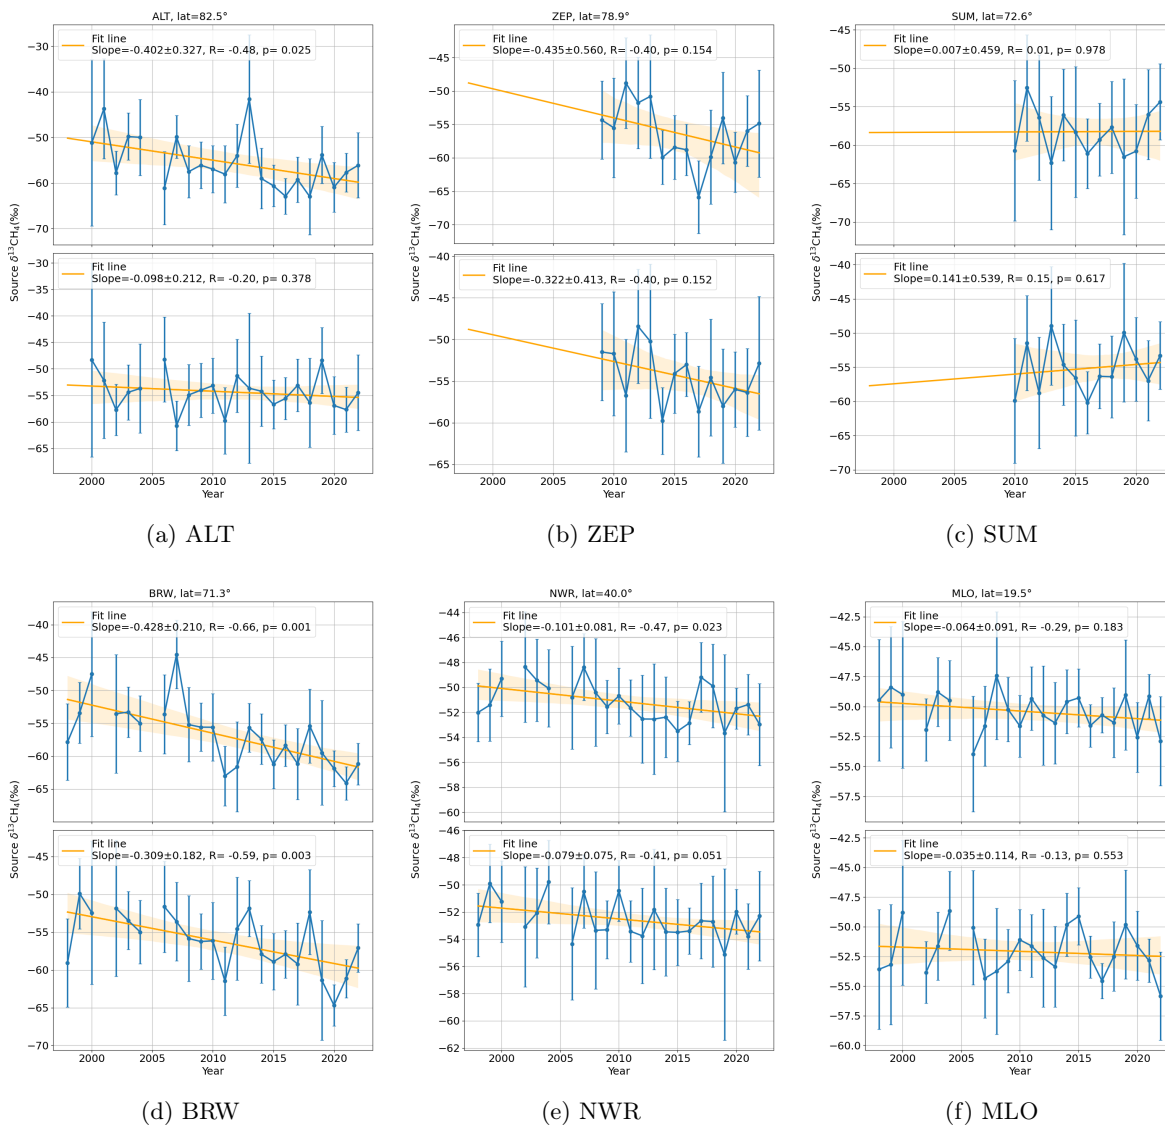 ALT, lat=82.5°
Fit line
Slope=-0.402±0.327, R= -0.48, p= 0.025
−30
−40
−50
−60
−70
Fit line
Slope=-0.098±0.212, R= -0.20, p= 0.378
−30
−35
−40
−45
−50
−55
−60
−65
2000
2005
2010
2015
2020
Year
Source δ¹³CH₄(‰)
(a) ALT
ZEP, lat=78.9°
Fit line
Slope=-0.435±0.560, R= -0.40, p= 0.154
−45
−50
−55
−60
−65
−70
Fit line
Slope=-0.322±0.413, R= -0.40, p= 0.152
−40
−45
−50
−55
−60
−65
2000
2005
2010
2015
2020
Year
Source δ¹³CH₄(‰)
(b) ZEP
SUM, lat=72.6°
Fit line
Slope=0.007±0.459, R= 0.01, p= 0.978
−45
−50
−55
−60
−65
−70
Fit line
Slope=0.141±0.539, R= 0.15, p= 0.617
−40
−45
−50
−55
−60
−65
−70
2000
2005
2010
2015
2020
Year
Source δ¹³CH₄(‰)
(c) SUM
BRW, lat=71.3°
Fit line
Slope=-0.428±0.210, R= -0.66, p= 0.001
−40
−45
−50
−55
−60
−65
Fit line
Slope=-0.309±0.182, R= -0.59, p= 0.003
−45
−50
−55
−60
−65
−70
2000
2005
2010
2015
2020
Year
Source δ¹³CH₄(‰)
(d) BRW
NWR, lat=40.0°
Fit line
Slope=-0.101±0.081, R= -0.47, p= 0.023
−44
−46
−48
−50
−52
−54
−56
−58
−60
Fit line
Slope=-0.079±0.075, R= -0.41, p= 0.051
−46
−48
−50
−52
−54
−56
−58
−60
−62
2000
2005
2010
2015
2020
Year
Source δ¹³CH₄(‰)
(e) NWR
MLO, lat=19.5°
Fit line
Slope=-0.064±0.091, R= -0.29, p= 0.183
−42.5
−45.0
−47.5
−50.0
−52.5
−55.0
−57.5
Fit line
Slope=-0.035±0.114, R= -0.13, p= 0.553
−42.5
−45.0
−47.5
−50.0
−52.5
−55.0
−57.5
−60.0
2000
2005
2010
2015
2020
Year
Source δ¹³CH₄(‰)
(f) MLO